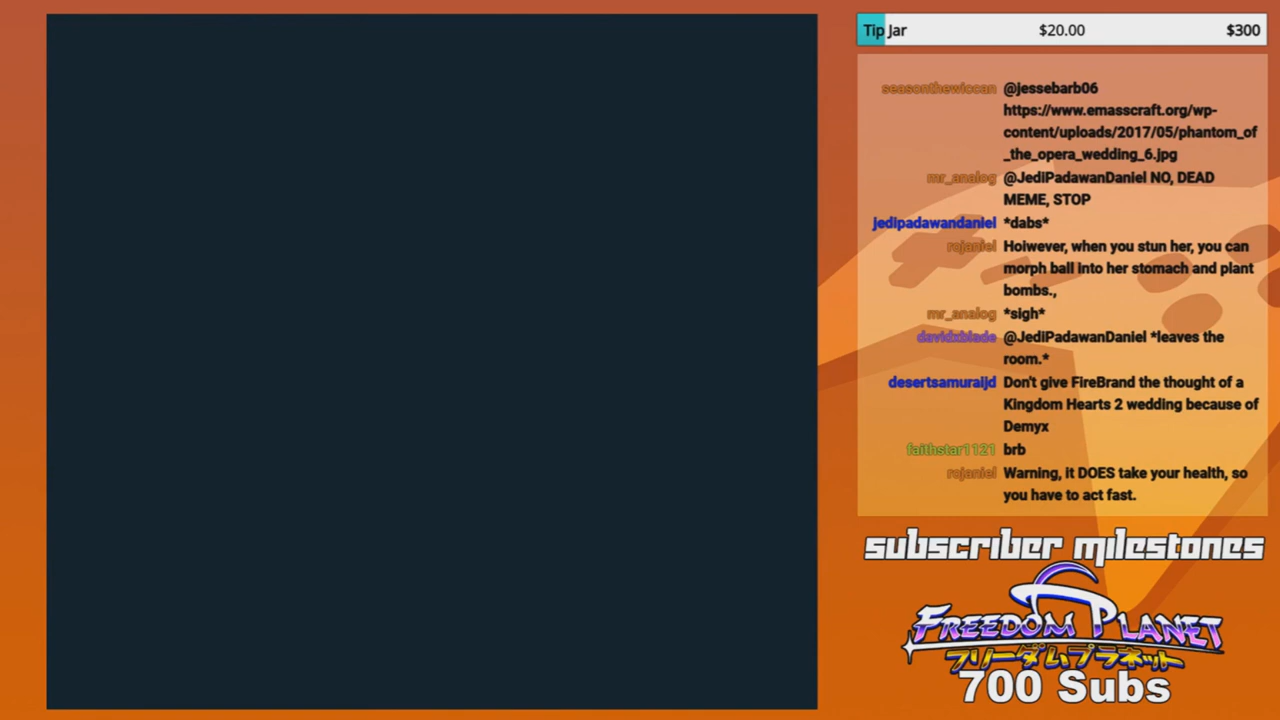 Tip Jar $20.00 $300
seasonthewiccan @jessebarb06
https://www.emasscraft.org/wp-
content/uploads/2017/05/phantom_of
_the_opera_wedding_6.jpg
mr_analog @JediPadawanDaniel NO, DEAD
MEME, STOP
jedipadawandaniel *dabs*
rojaniel Hoiwever, when you stun her, you can
morph ball into her stomach and plant
bombs.,
mr_analog *sigh*
davidxblade @JediPadawanDaniel *leaves the
room.*
desertsamuraijd Don't give FireBrand the thought of a
Kingdom Hearts 2 wedding because of
Demyx
faithstar1121 brb
rojaniel Warning, it DOES take your health, so
you have to act fast.
subscriber milestones
FREEDOM PLANET
フリーダムプラネット
700 Subs